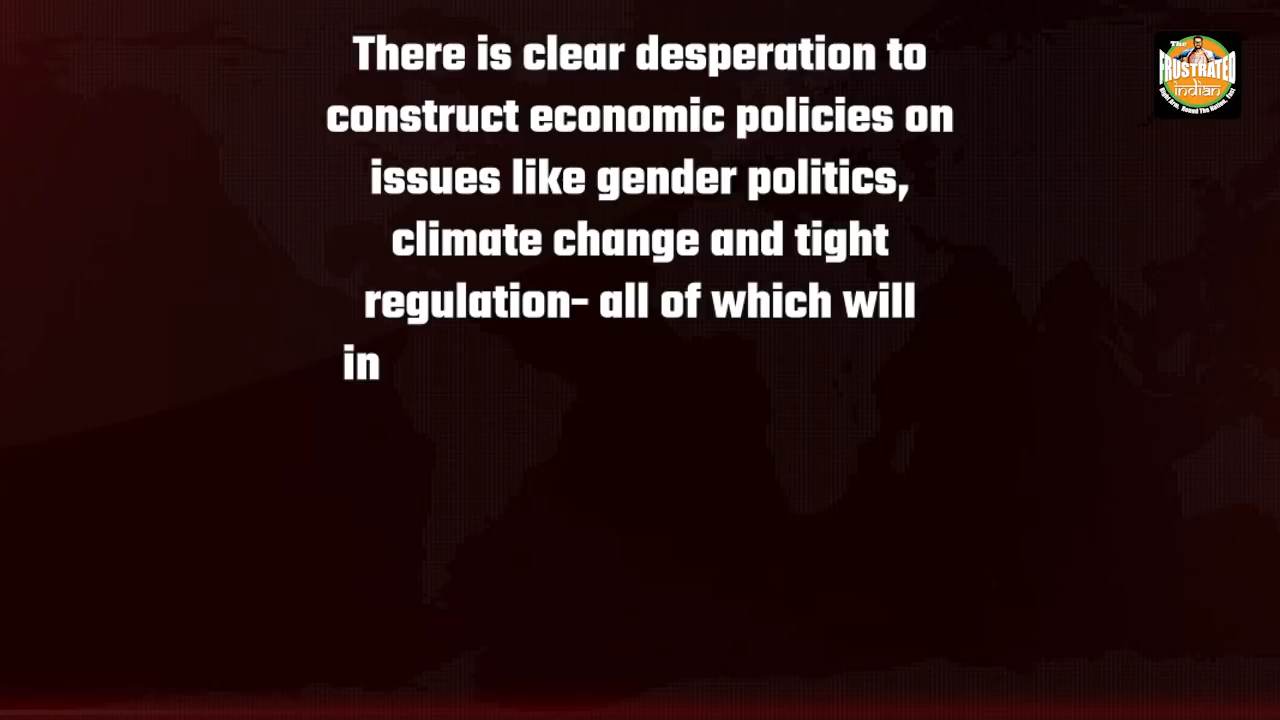 There is clear desperation to
construct economic policies on
issues like gender politics,
climate change and tight
regulation- all of which will
in
The
FRUSTRATED
indian